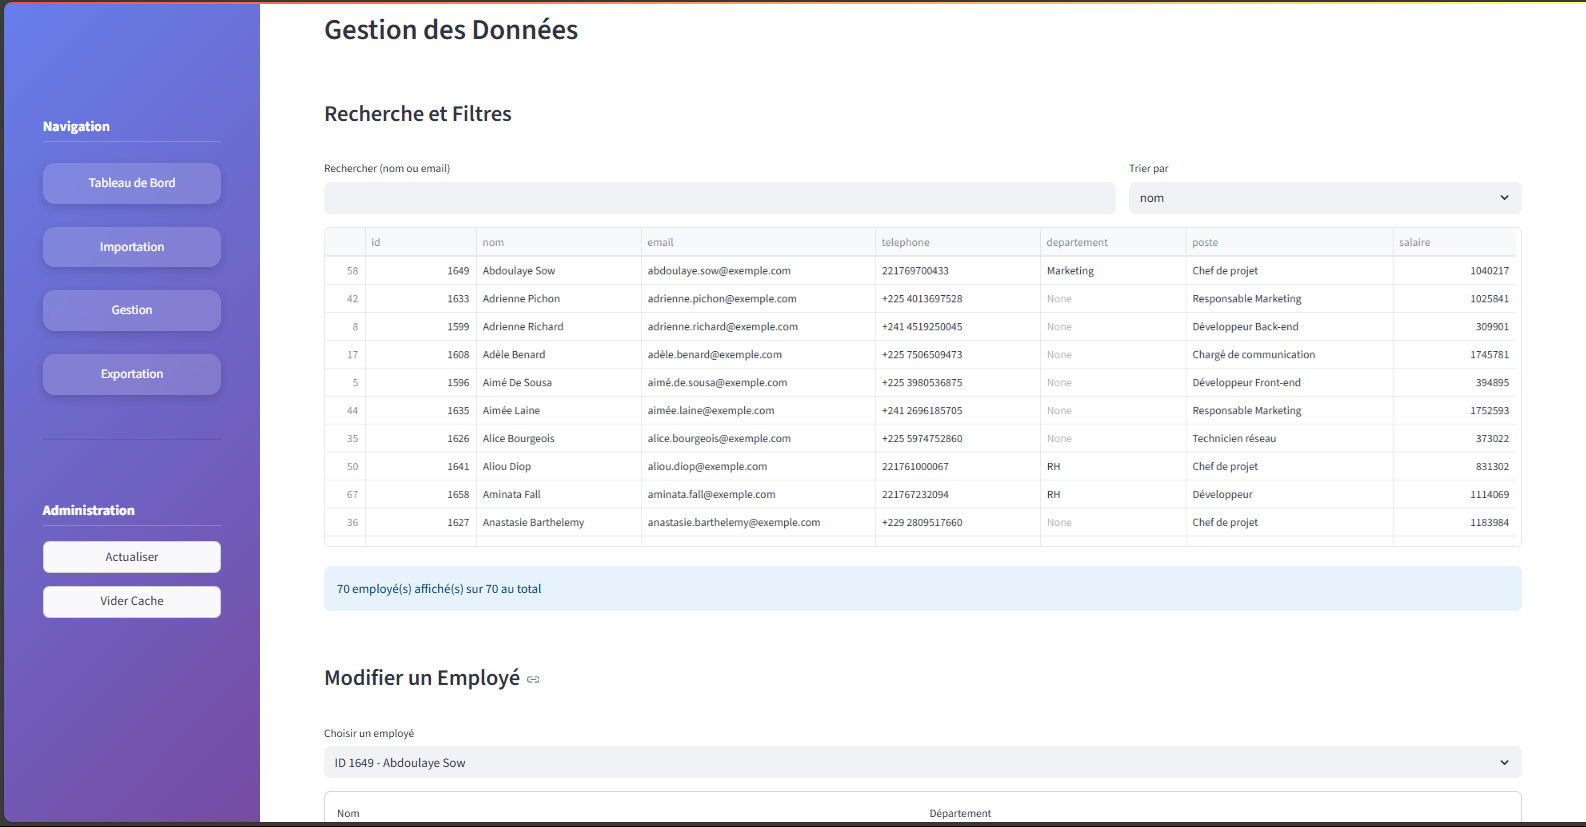 Navigation
Tableau de Bord
Importation
Gestion
Exportation
Administration
Actualiser
Vider Cache
Gestion des Données
Recherche et Filtres
Rechercher (nom ou email)
Trier par
nom
id nom email telephone departement poste salaire
58 1649 Abdoulaye Sow abdoulaye.sow@exemple.com 221769700433 Marketing Chef de projet 1040217
42 1633 Adrienne Pichon adrienne.pichon@exemple.com +225 4013697528 None Responsable Marketing 1025841
8 1599 Adrienne Richard adrienne.richard@exemple.com +241 4519250045 None Développeur Back-end 309901
17 1608 Adèle Benard adèle.benard@exemple.com +225 7506509473 None Chargé de communication 1745781
5 1596 Aimé De Sousa aimé.de.sousa@exemple.com +225 3980536875 None Développeur Front-end 394895
44 1635 Aimée Laine aimée.laine@exemple.com +241 2696185705 None Responsable Marketing 1752593
35 1626 Alice Bourgeois alice.bourgeois@exemple.com +225 5974752860 None Technicien réseau 373022
50 1641 Aliou Diop aliou.diop@exemple.com 221761000067 RH Chef de projet 831302
67 1658 Aminata Fall aminata.fall@exemple.com 221767232094 RH Développeur 1114069
36 1627 Anastasie Barthelemy anastasie.barthelemy@exemple.com +229 2809517660 None Chef de projet 1183984
70 employé(s) affiché(s) sur 70 au total
Modifier un Employé
Choisir un employé
ID 1649 - Abdoulaye Sow
Nom
Département